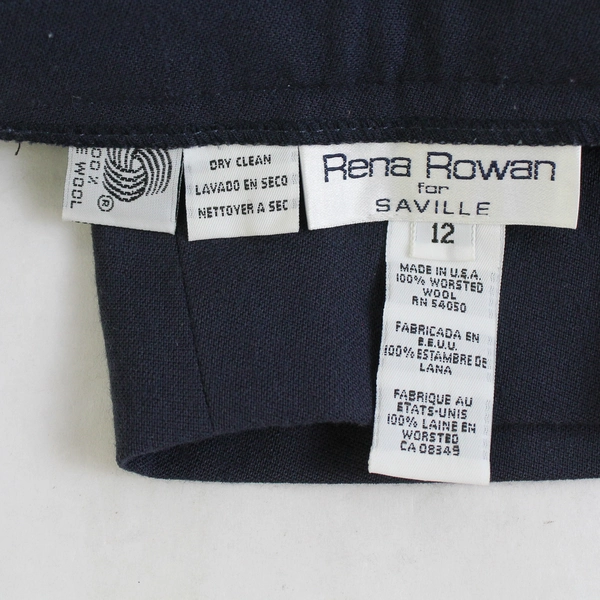 00%
E WOOL
®
DRY CLEAN
LAVADO EN SECO
NETTOYER A SEC
Rena Rowan
for
SAVILLE
12
MADE IN U.S.A.
100% WORSTED
WOOL
RN 54050
FABRICADA EN
E.E.U.U.
100% ESTAMBRE DE
LANA
FABRIQUE AU
ETATS-UNIS
100% LAINE EN
WORSTED
CA 08349